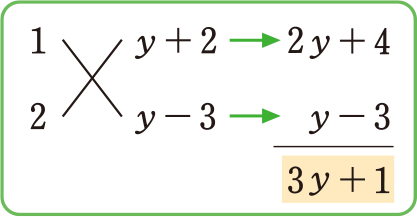 1 y+2 → 2y+4
2 y−3 → y−3
3y+1